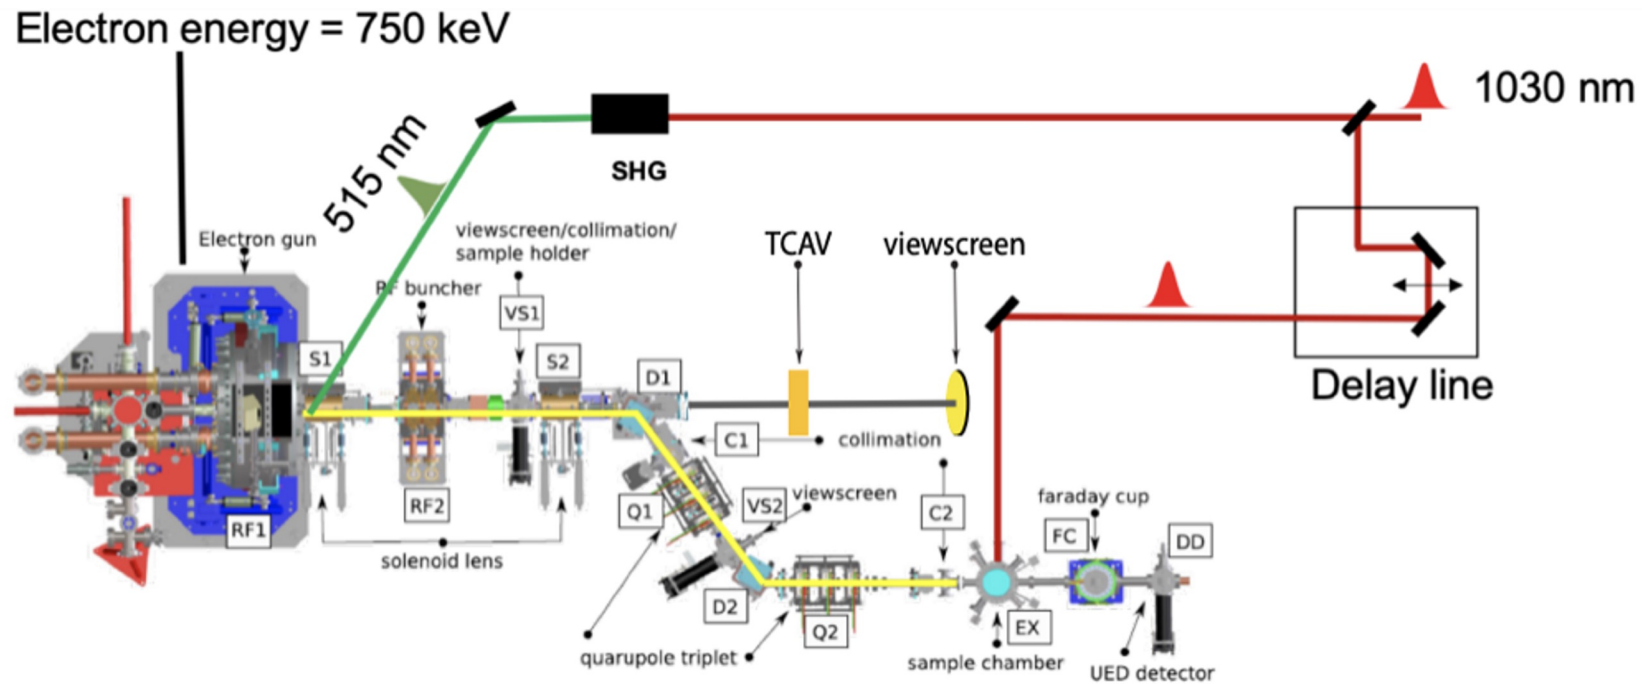 Electron energy = 750 keV
1030 nm
515 nm
SHG
Electron gun
viewscreen/collimation/
sample holder
TCAV
viewscreen
RF buncher
VS1
S1
S2
D1
Delay line
C1
collimation
RF1
RF2
Q1
VS2
viewscreen
C2
faraday cup
FC
DD
solenoid lens
D2
Q2
EX
quarupole triplet
sample chamber
UED detector